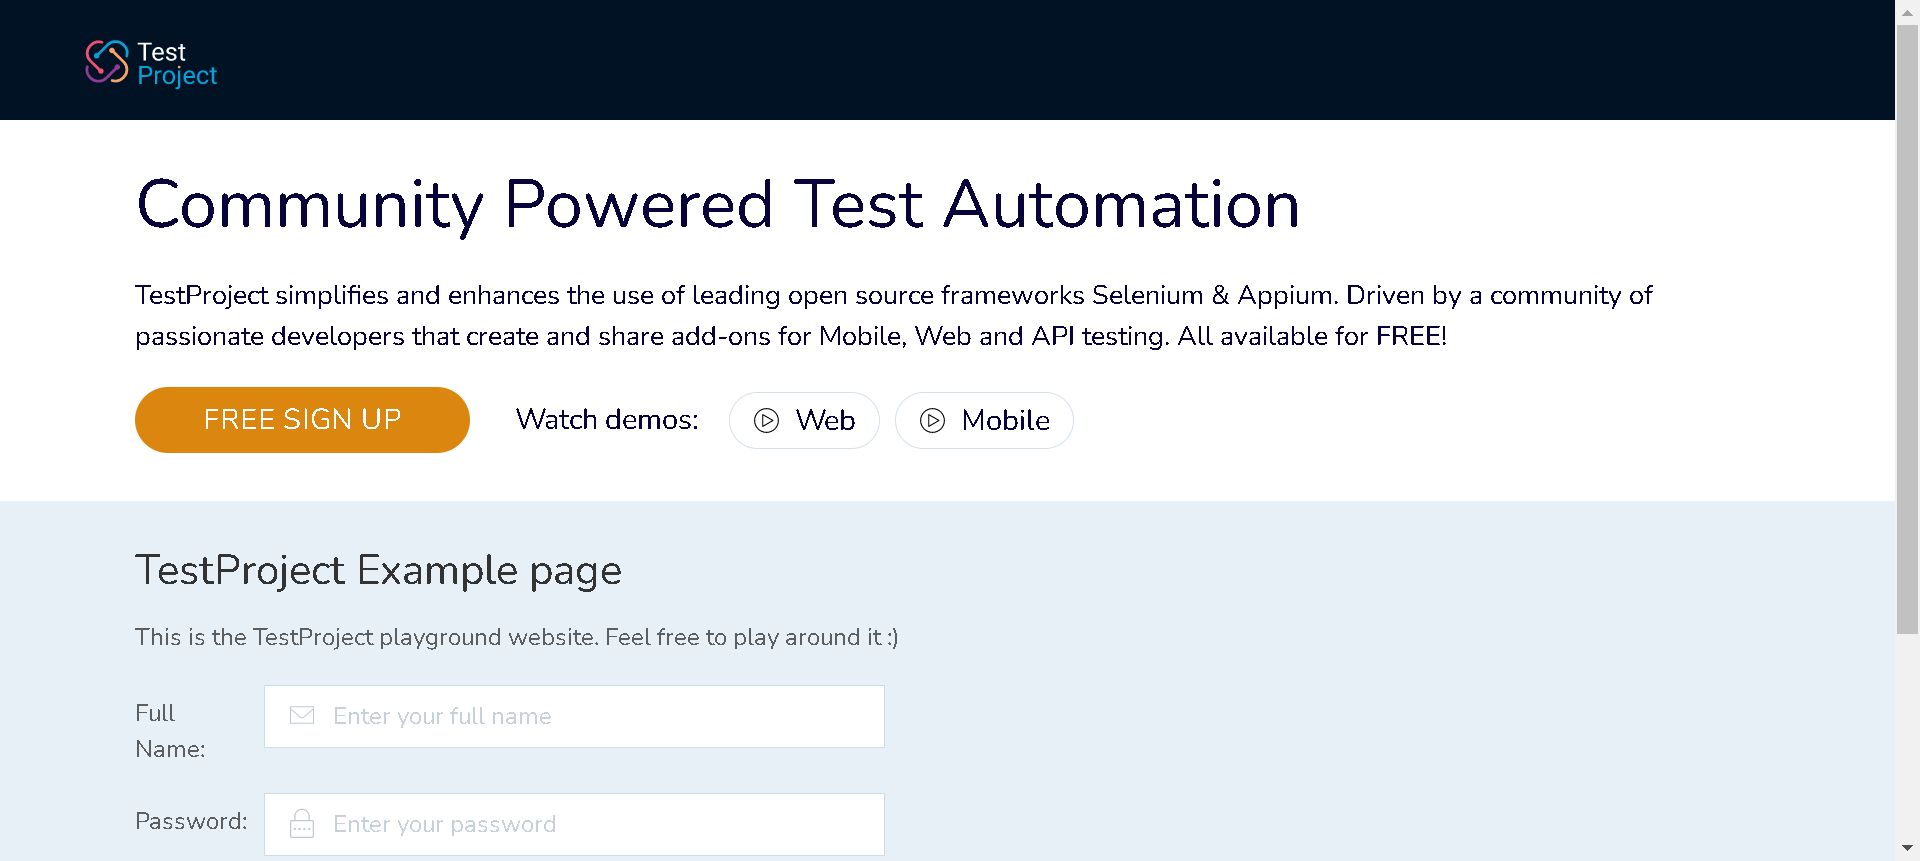 Test
Project
Community Powered Test Automation
TestProject simplifies and enhances the use of leading open source frameworks Selenium & Appium. Driven by a community of
passionate developers that create and share add-ons for Mobile, Web and API testing. All available for FREE!
FREE SIGN UP
Watch demos:
Web
Mobile
TestProject Example page
This is the TestProject playground website. Feel free to play around it :)
Full
Name:
Enter your full name
Password:
Enter your password